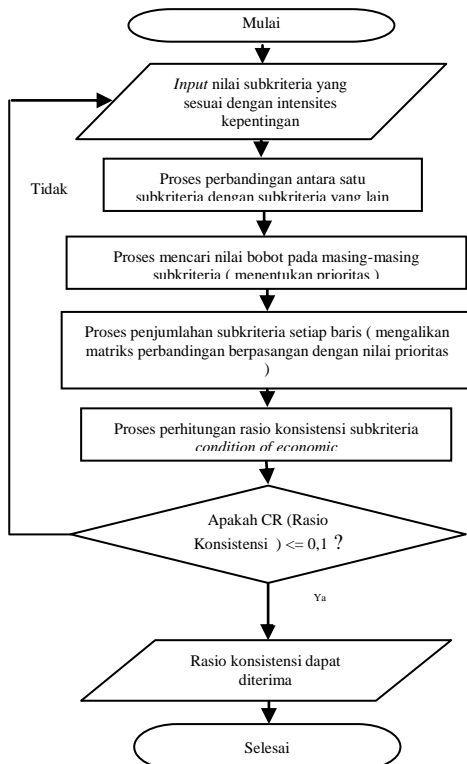 Mulai
Input nilai subkriteria yang
sesuai dengan intensites
kepentingan
Tidak
Proses perbandingan antara satu
subkriteria dengan subkriteria yang lain
Proses mencari nilai bobot pada masing-masing
subkriteria ( menentukan prioritas )
Proses penjumlahan subkriteria setiap baris ( mengalikan
matriks perbandingan berpasangan dengan nilai prioritas
)
Proses perhitungan rasio konsistensi subkriteria
condition of economic
Apakah CR (Rasio
Konsistensi ) <= 0,1 ?
Ya
Rasio konsistensi dapat
diterima
Selesai